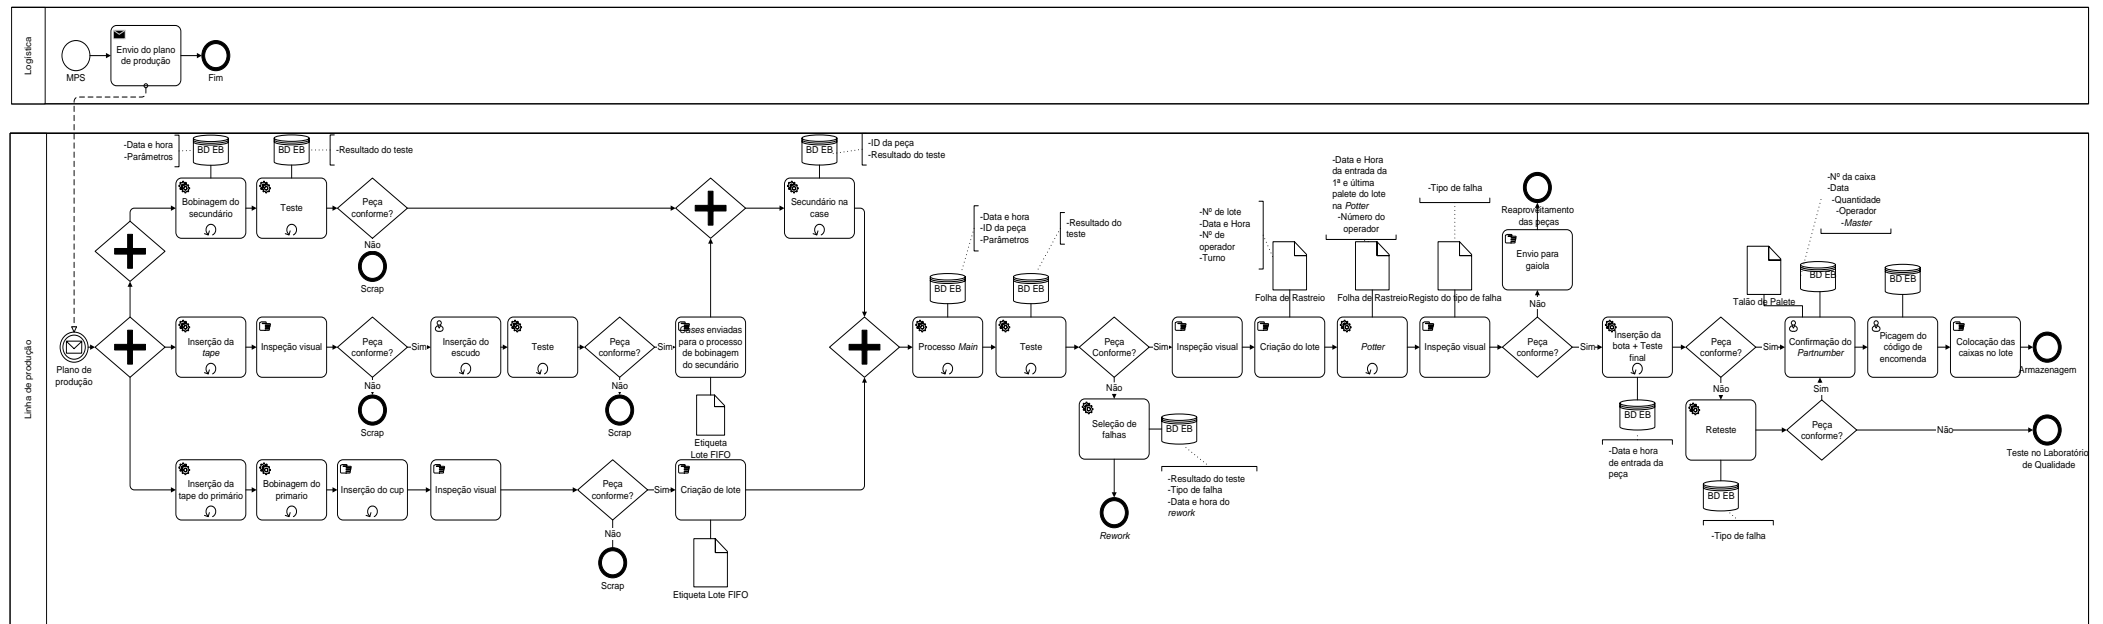 Logística
MPS
Envio do plano
de produção
Fim
Linha de produção
Plano de
produção
-Data e hora
-Parâmetros
BD EB
Bobinagem do
secundário
BD EB
-Resultado do teste
Teste
Peça
conforme?
Não
Scrap
BD EB
-ID da peça
-Resultado do teste
Secundário na
case
Inserção da
tape
Inspeção visual
Peça
conforme?
Sim
Não
Scrap
Inserção do
escudo
Teste
Peça
conforme?
Sim
Não
Scrap
Cases enviadas
para o processo
de bobinagem
do secundário
Etiqueta
Lote FIFO
Inserção da
tape do primário
Bobinagem do
primario
Inserção do cup
Inspeção visual
Peça
conforme?
Sim
Não
Scrap
Criação de lote
Etiqueta Lote FIFO
-Data e hora
-ID da peça
-Parâmetros
BD EB
Processo Main
-Resultado do
teste
BD EB
Teste
Peça
Conforme?
Sim
Não
Seleção de
falhas
BD EB
-Resultado do teste
-Tipo de falha
-Data e hora do
rework
Rework
Inspeção visual
-Nº de lote
-Data e Hora
-Nº de
operador
-Turno
Folha de Rastreio
Criação do lote
-Data e Hora
da entrada da
1ª e última
palete do lote
na Potter
-Número do
operador
Folha de Rastreio
Potter
-Tipo de falha
Registo do tipo de falha
Inspeção visual
Reaproveitamento
das peças
Envio para
gaiola
Não
Peça
conforme?
Sim
Inserção da
bota + Teste
final
BD EB
-Data e hora
de entrada da
peça
Peça
conforme?
Sim
Não
Reteste
BD EB
-Tipo de falha
Peça
conforme?
Sim
Não
Teste no Laboratório
de Qualidade
Talão de Palete
-Nº da caixa
-Data
-Quantidade
-Operador
-Master
BD EB
Confirmação do
Partnumber
BD EB
Picagem do
código de
encomenda
Colocação das
caixas no lote
Armazenagem